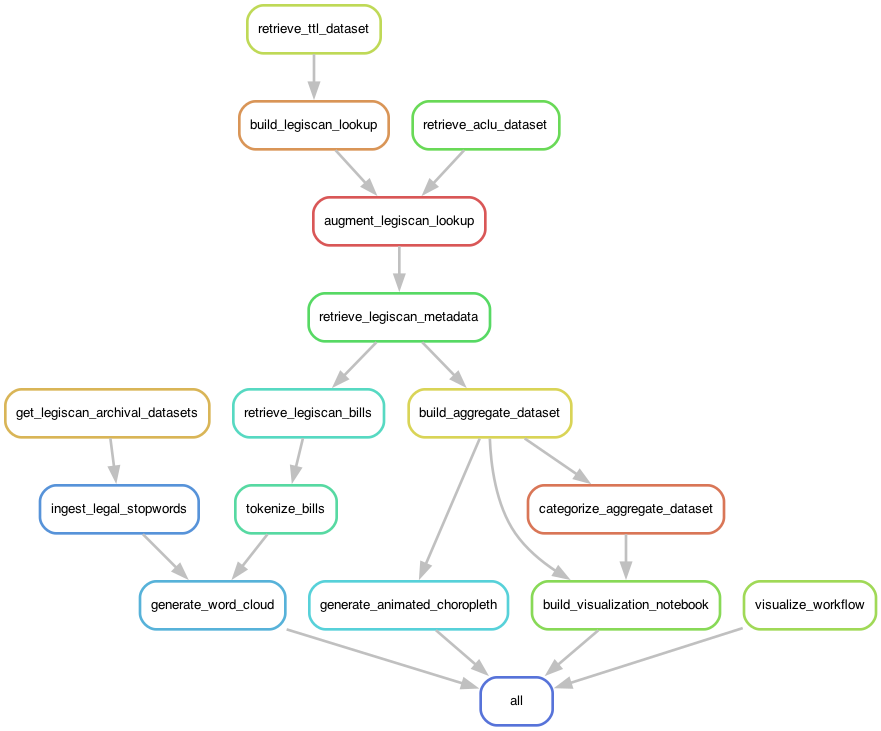 retrieve_ttl_dataset
build_legiscan_lookup
retrieve_aclu_dataset
augment_legiscan_lookup
retrieve_legiscan_metadata
get_legiscan_archival_datasets
retrieve_legiscan_bills
build_aggregate_dataset
ingest_legal_stopwords
tokenize_bills
categorize_aggregate_dataset
generate_word_cloud
generate_animated_choropleth
build_visualization_notebook
visualize_workflow
all